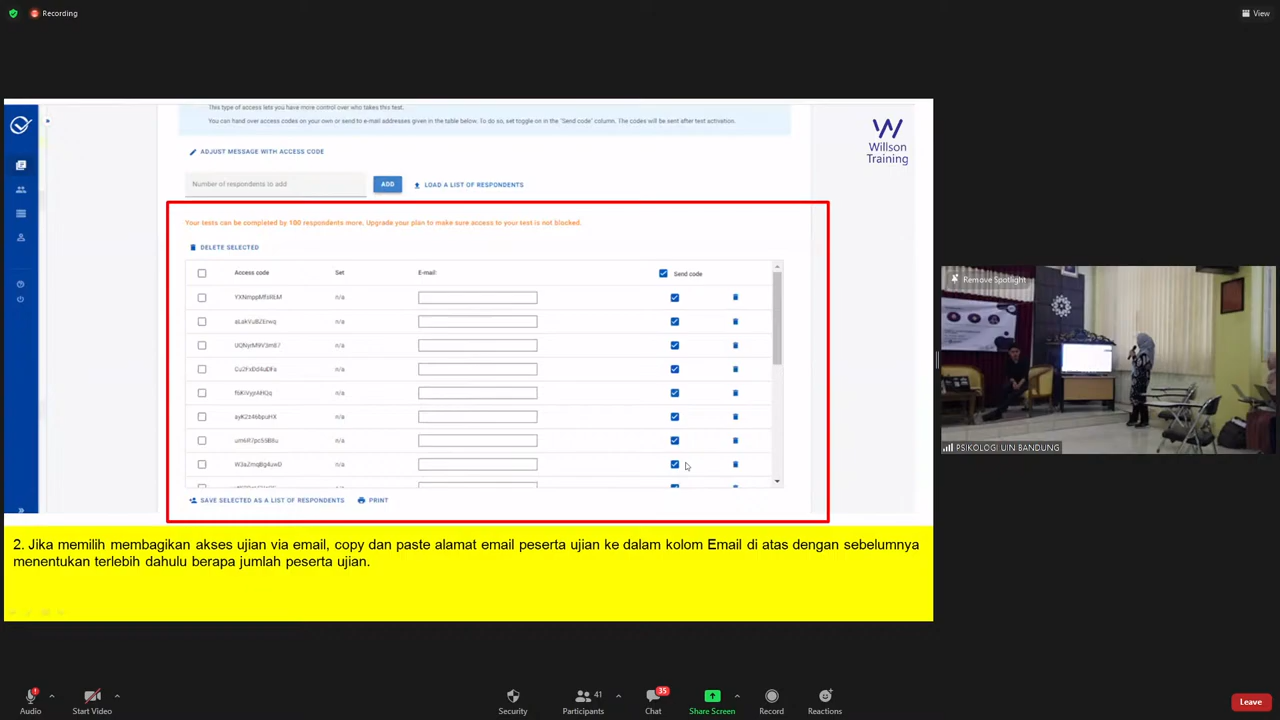 Recording
View
This type of access lets you have more control over who takes this test.
You can hand over access codes on your own or send to e-mail addresses given in the table below. To do so, set toggle on in the "Send code" column. The codes will be sent after test activation.
Willson
Training
ADJUST MESSAGE WITH ACCESS CODE
Number of respondents to add
ADD
LOAD A LIST OF RESPONDENTS
Your tests can be completed by 100 respondents more. Upgrade your plan to make sure access to your test is not blocked.
DELETE SELECTED
Access code Set E-mail: Send code
n/a
n/a
n/a
n/a
n/a
n/a
n/a
n/a
SAVE SELECTED AS A LIST OF RESPONDENTS PRINT
Remove Spotlight
PSIKOLOGI UIN BANDUNG
2. Jika memilih membagikan akses ujian via email, copy dan paste alamat email peserta ujian ke dalam kolom Email di atas dengan sebelumnya
menentukan terlebih dahulu berapa jumlah peserta ujian.
Audio
Start Video
Security
41
Participants
35
Chat
Share Screen
Record
Reactions
Leave